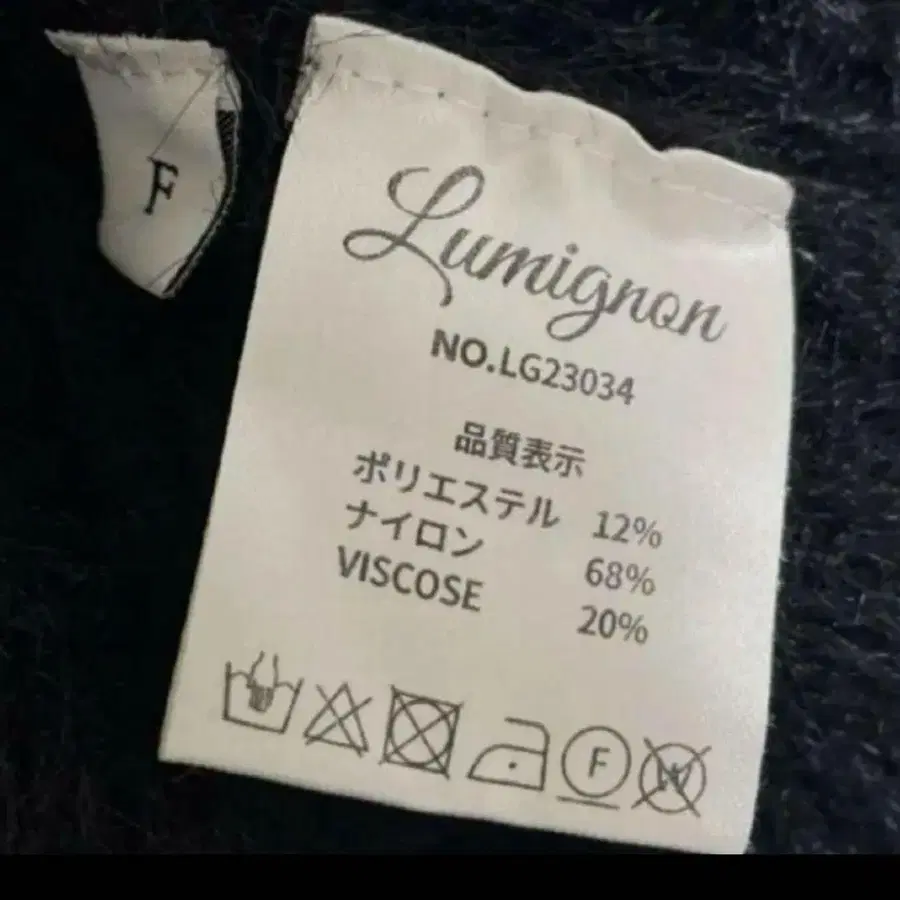 F
Lumignon
NO.LG23034
品質表示
ポリエステル 12%
ナイロン 68%
VISCOSE 20%
F
W